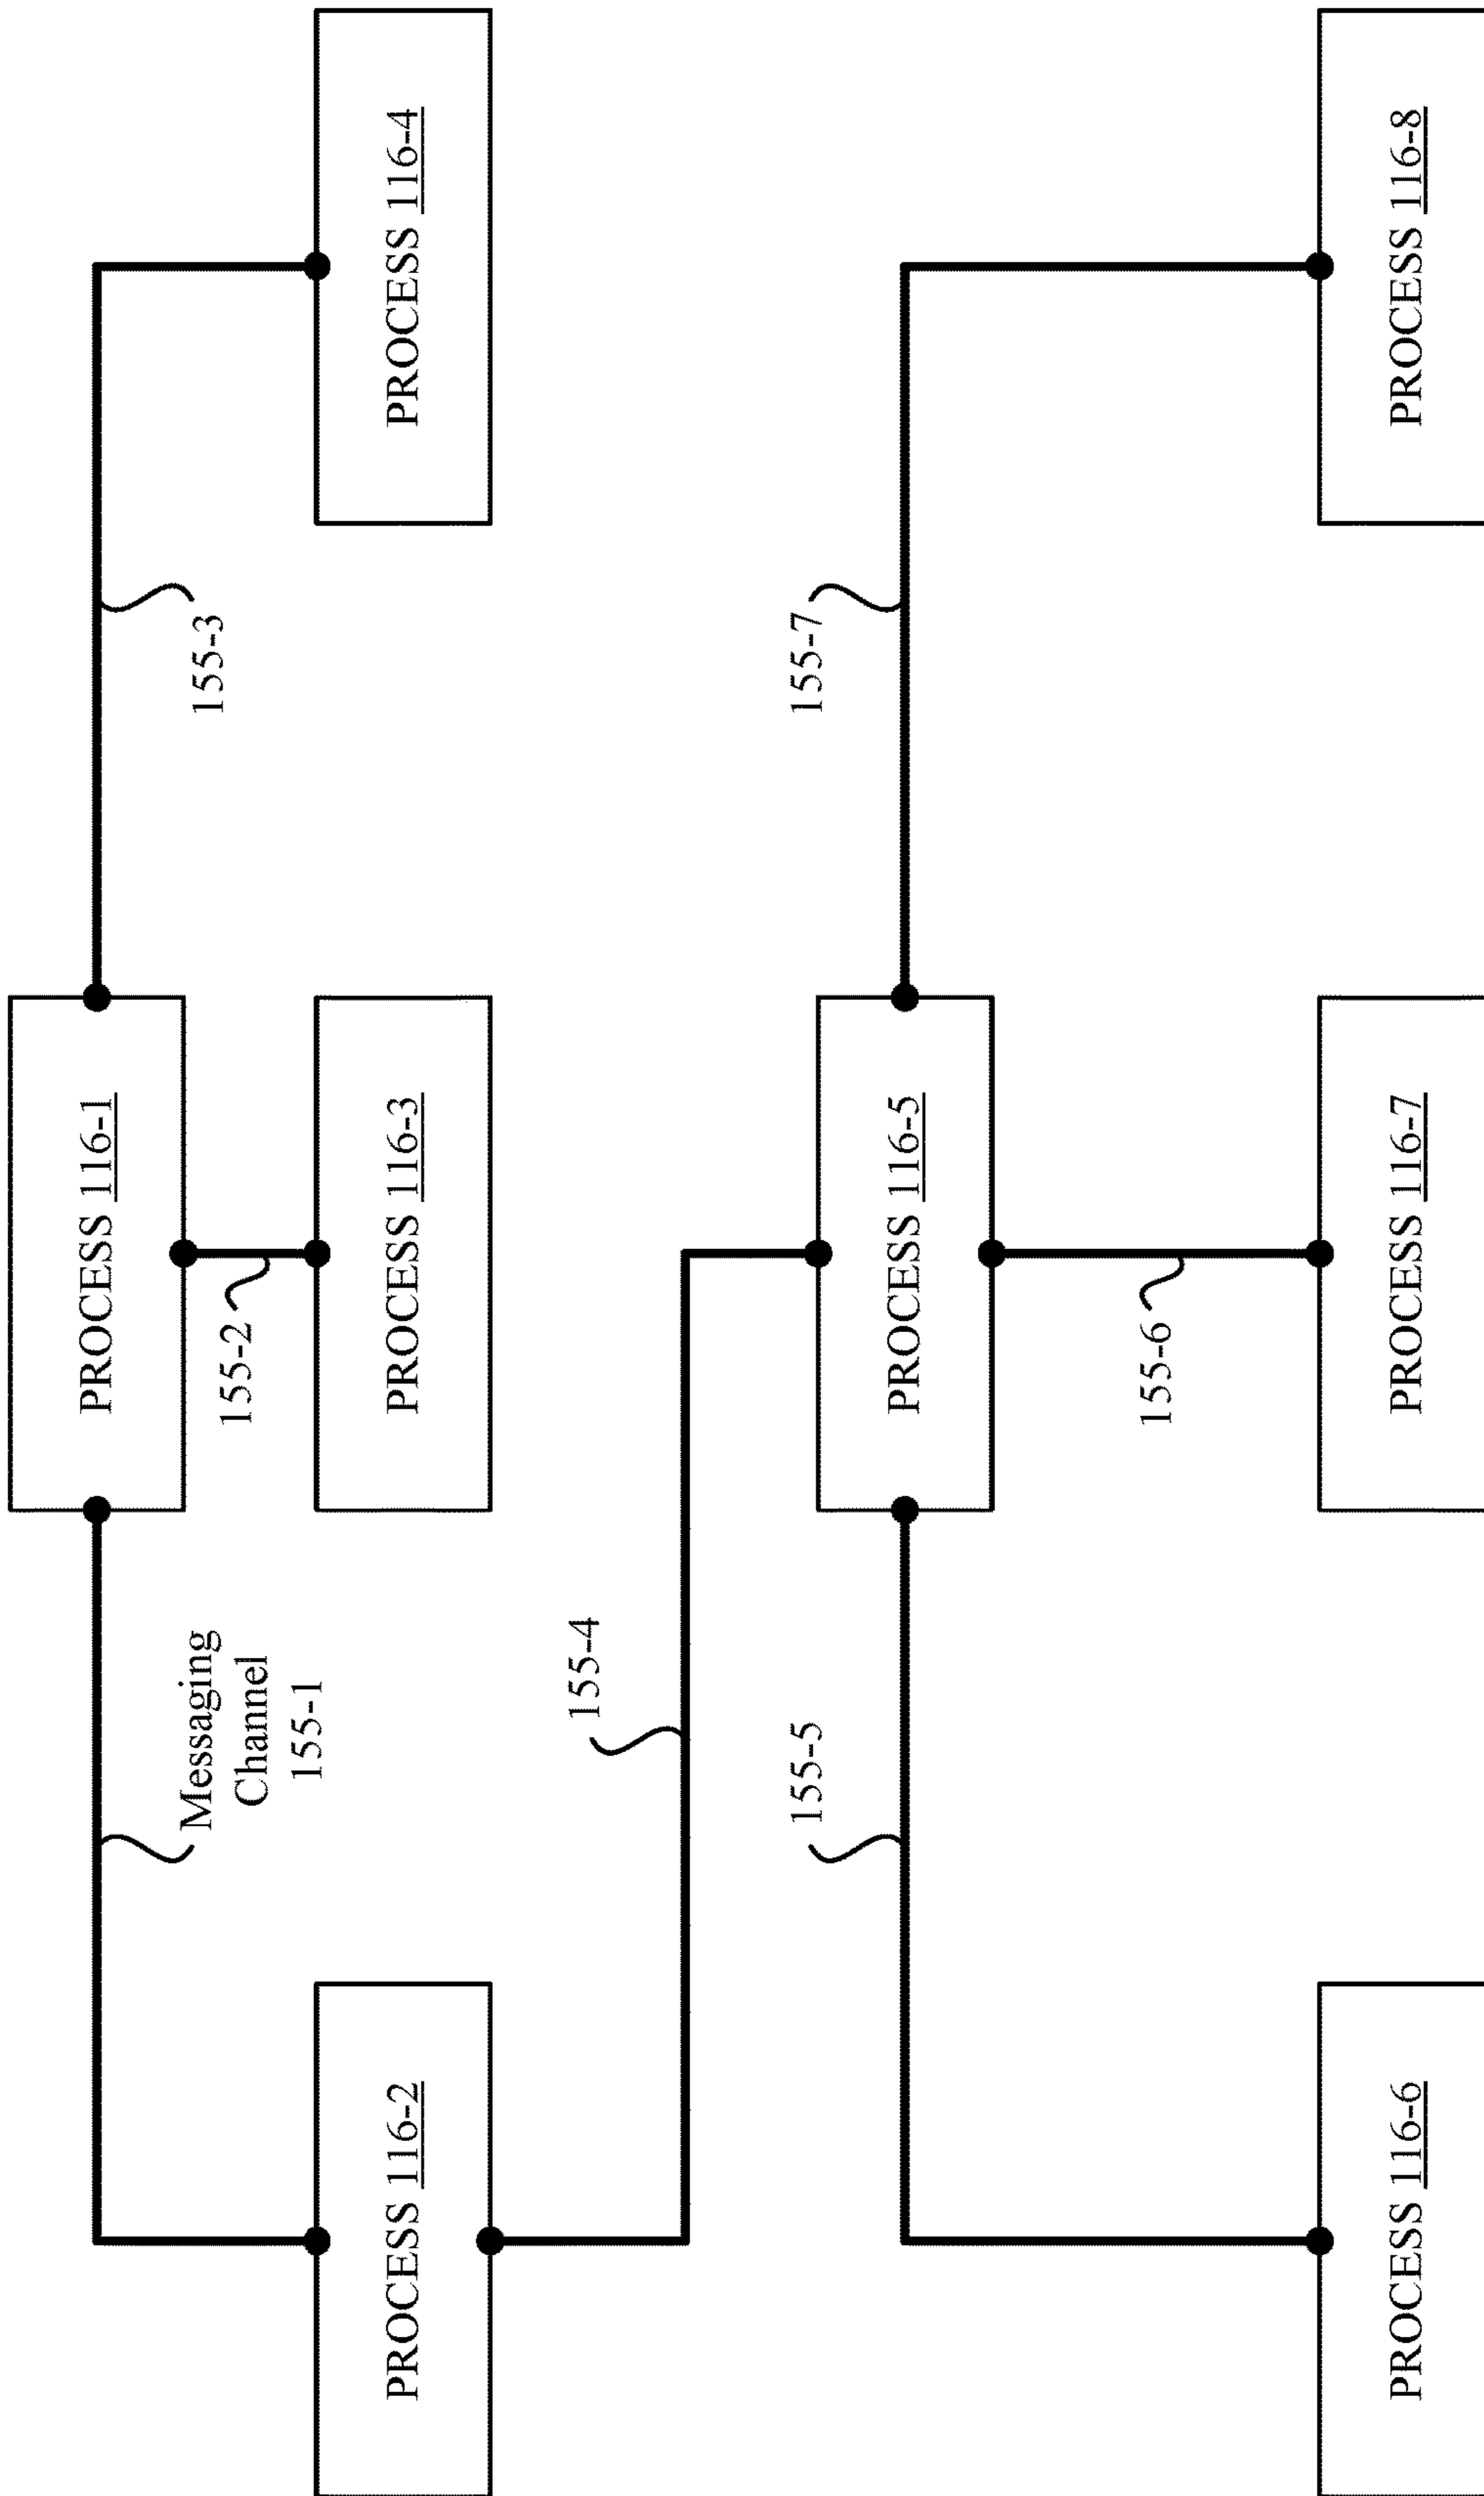 PROCESS 116-1
Messaging
Channel
155-1
155-2
155-3
PROCESS 116-2
PROCESS 116-3
PROCESS 116-4
155-4
155-5
155-7
PROCESS 116-5
155-6
PROCESS 116-6
PROCESS 116-7
PROCESS 116-8